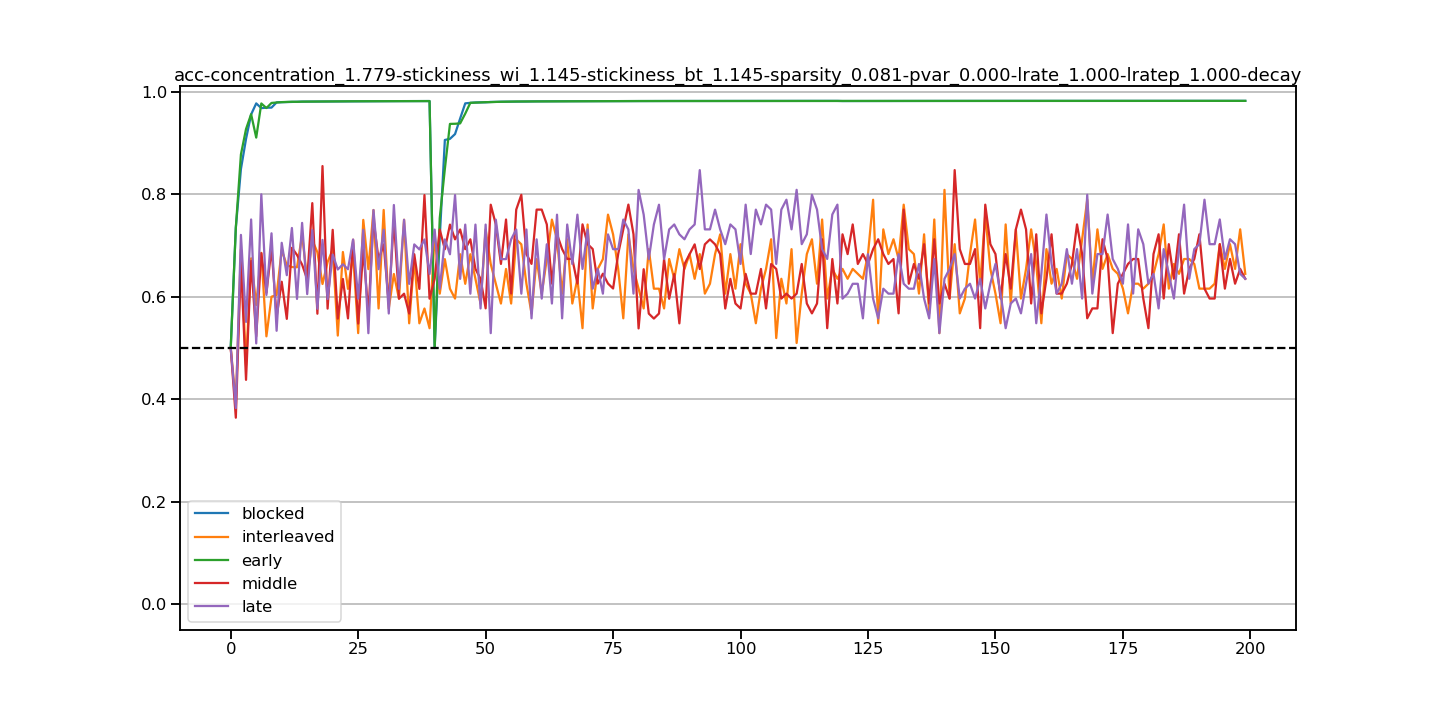 acc-concentration_1.779-stickiness_wi_1.145-stickiness_bt_1.145-sparsity_0.081-pvar_0.000-lrate_1.000-lratep_1.000-decay
1.0
0.8
0.6
0.4
0.2
0.0
blocked
interleaved
early
middle
late
0 25 50 75 100 125 150 175 200